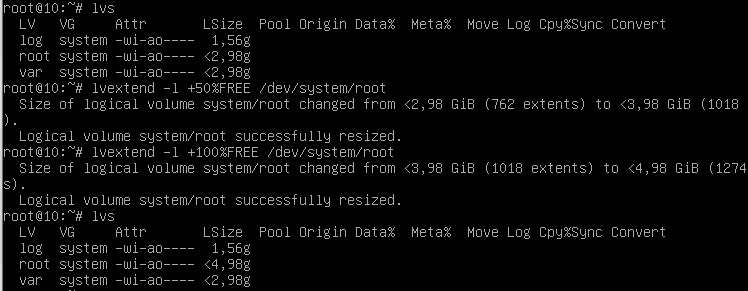 root@10:~# lvs
LV VG Attr LSize Pool Origin Data% Meta% Move Log Cpy%Sync Convert
log system -wi-ao---- 1,56g
root system -wi-ao---- <2,98g
var system -wi-ao---- <2,98g
root@10:~# lvextend -l +50%FREE /dev/system/root
Size of logical volume system/root changed from <2,98 GiB (762 extents) to <3,98 GiB (1018
).
Logical volume system/root successfully resized.
root@10:~# lvextend -l +100%FREE /dev/system/root
Size of logical volume system/root changed from <3,98 GiB (1018 extents) to <4,98 GiB (1274
s).
Logical volume system/root successfully resized.
root@10:~# lvs
LV VG Attr LSize Pool Origin Data% Meta% Move Log Cpy%Sync Convert
log system -wi-ao---- 1,56g
root system -wi-ao---- <4,98g
var system -wi-ao---- <2,98g